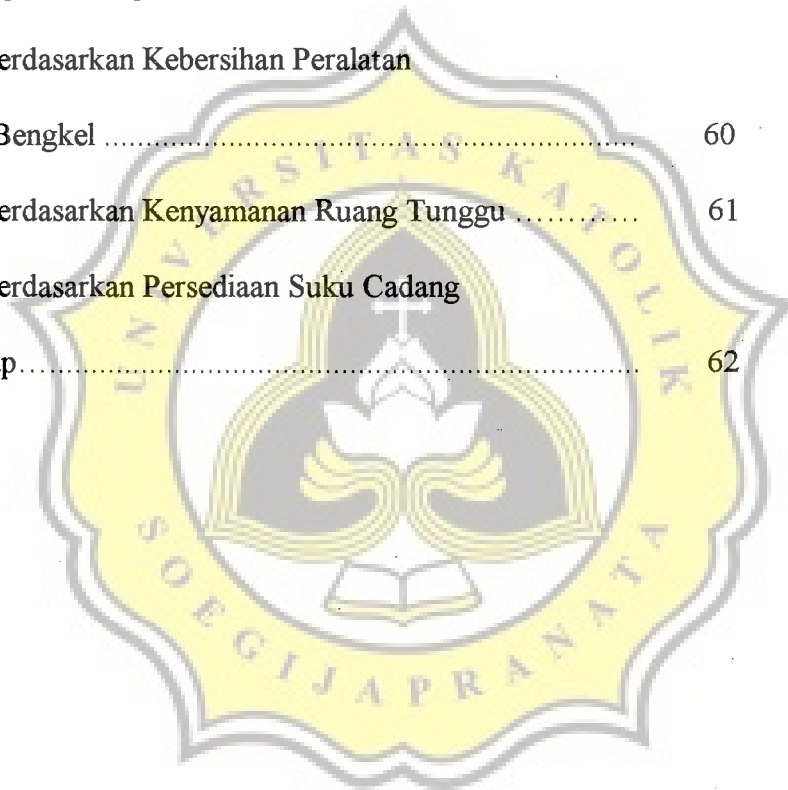 erdasarkan Kebersihan Peralatan
Bengkel ........................................................ 60
erdasarkan Kenyamanan Ruang Tunggu ............ 61
erdasarkan Persediaan Suku Cadang
p................................................................ 62
UNIVERSITAS KATOLIK
SOEGIJAPRANATA